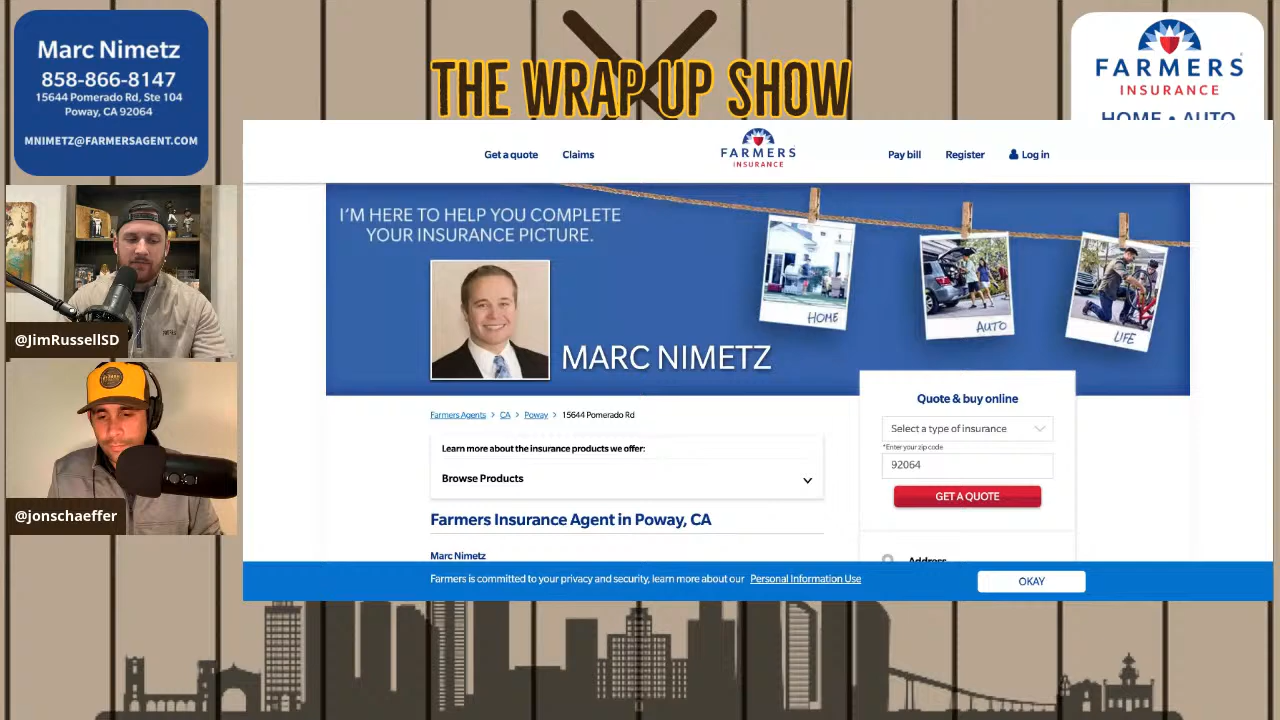 Marc Nimetz
858-866-8147
15644 Pomerado Rd, Ste 104
Poway, CA 92064
MNIMETZ@FARMERSAGENT.COM
THE WRAP UP SHOW
FARMERS
INSURANCE
HOME • AUTO
Get a quote
Claims
FARMERS
INSURANCE
Pay bill
Register
Log in
I'M HERE TO HELP YOU COMPLETE
YOUR INSURANCE PICTURE.
HOME
AUTO
LIFE
MARC NIMETZ
@JimRussellSD
@jonschaeffer
Farmers Agents > CA > Poway > 15644 Pomerado Rd
Learn more about the insurance products we offer:
Browse Products
Farmers Insurance Agent in Poway, CA
Marc Nimetz
Quote & buy online
Select a type of insurance
*Enter your zip code
92064
GET A QUOTE
Address
Farmers is committed to your privacy and security, learn more about our Personal Information Use
OKAY